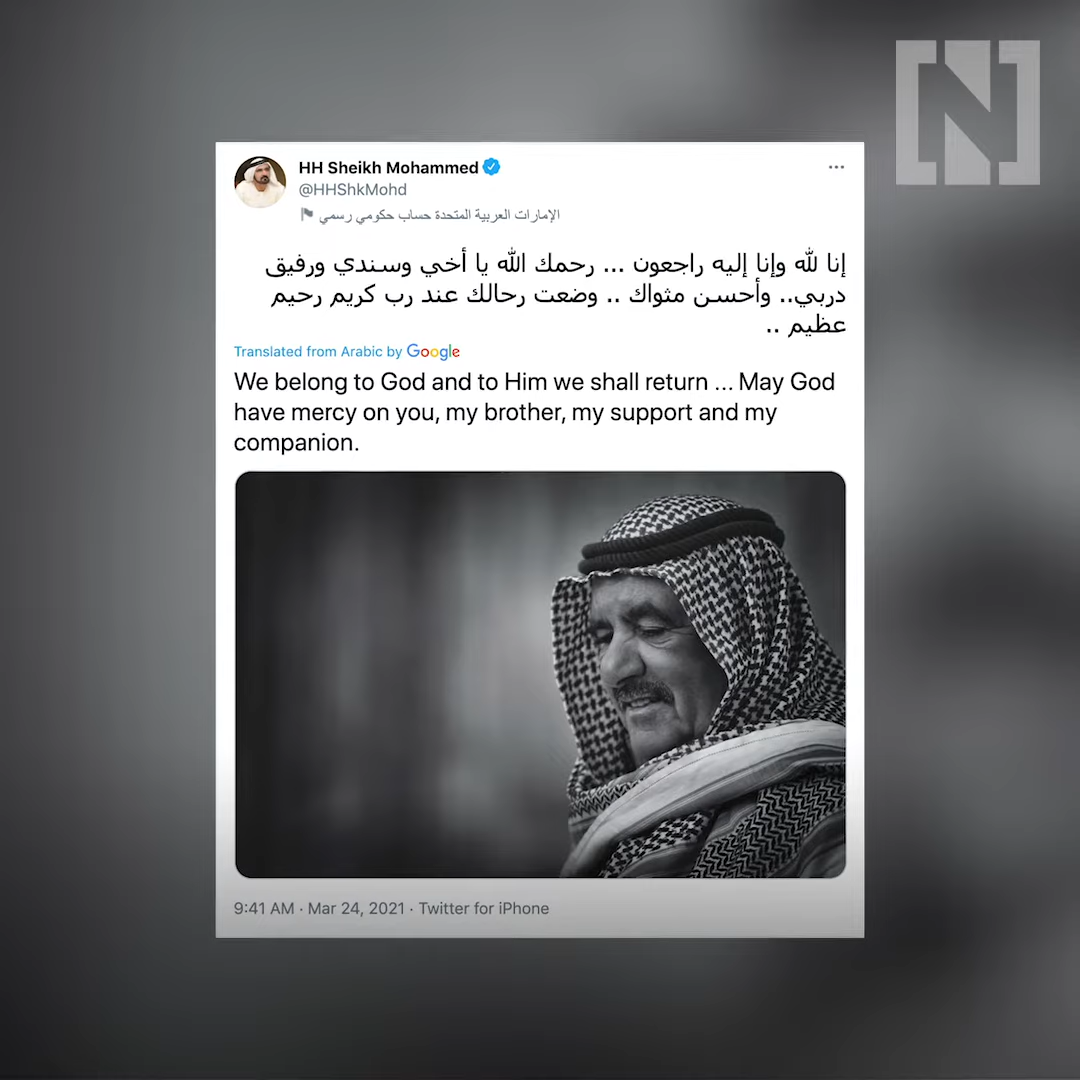 [N]
HH Sheikh Mohammed
@HHShkMohd
الإمارات العربية المتحدة حساب حكومي رسمي
إنا لله وإنا إليه راجعون ... رحمك الله يا أخي وسندي ورفيق
دربي.. وأحسن مثواك .. وضعت رحالك عند رب كريم رحيم
عظيم ..
Translated from Arabic by Google
We belong to God and to Him we shall return ... May God
have mercy on you, my brother, my support and my
companion.
9:41 AM · Mar 24, 2021 · Twitter for iPhone